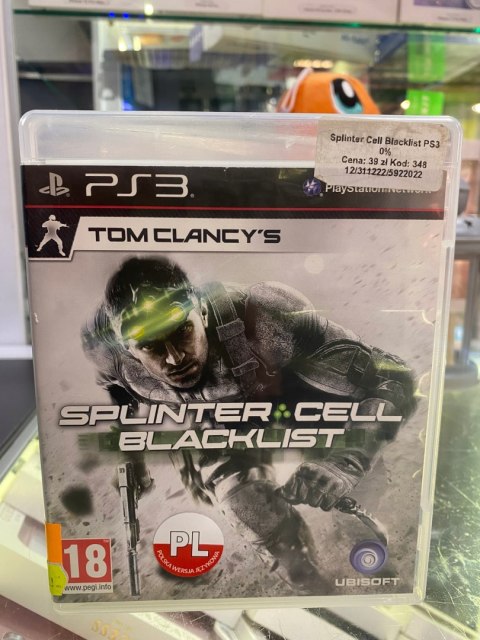 Splinter Cell Blacklist PS3
0%
Cena: 39 zł Kod: 348
12/311222/5922022
PS3
PlayStation Network
TOM CLANCY'S
SPLINTER CELL
BLACKLIST
18
www.pegi.info
PL
POLSKA WERSJA JĘZYKOWA
UBISOFT